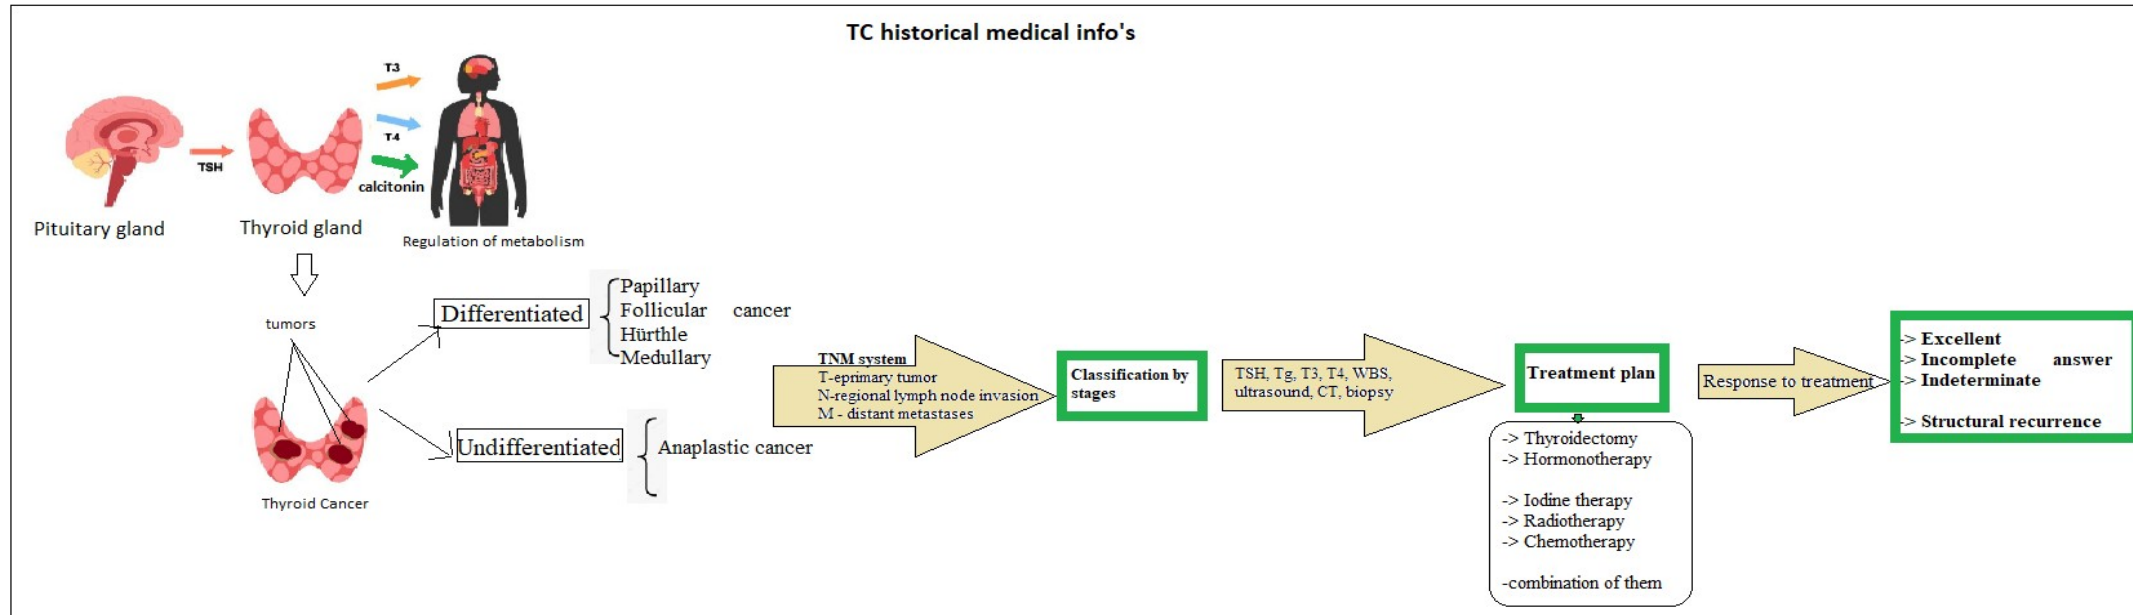 TC historical medical info's
T3
T4
TSH
calcitonin
Pituitary gland
Thyroid gland
Regulation of metabolism
tumors
Thyroid Cancer
Differentiated
Papillary
Follicular cancer
Hürthle
Medullary
Undifferentiated
Anaplastic cancer
TNM system
T-eprimary tumor
N-regional lymph node invasion
M - distant metastases
Classification by
stages
TSH, Tg, T3, T4, WBS,
ultrasound, CT, biopsy
Treatment plan
-> Thyroidectomy
-> Hormonotherapy
-> Iodine therapy
-> Radiotherapy
-> Chemotherapy
-combination of them
Response to treatment
-> Excellent
-> Incomplete answer
-> Indeterminate
-> Structural recurrence